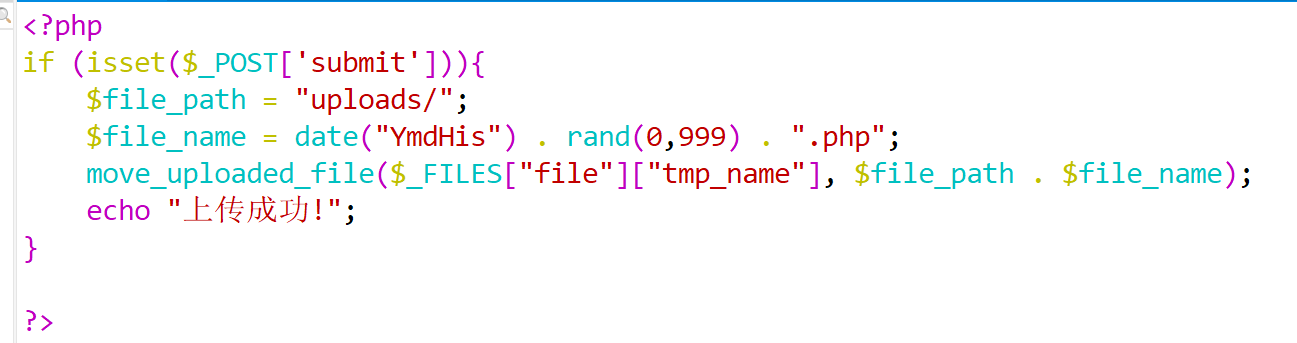 <?php
if (isset($_POST['submit'])){
    $file_path = "uploads/";
    $file_name = date("YmdHis") . rand(0,999) . ".php";
    move_uploaded_file($_FILES["file"]["tmp_name"], $file_path . $file_name);
    echo "上传成功!";
}
?>